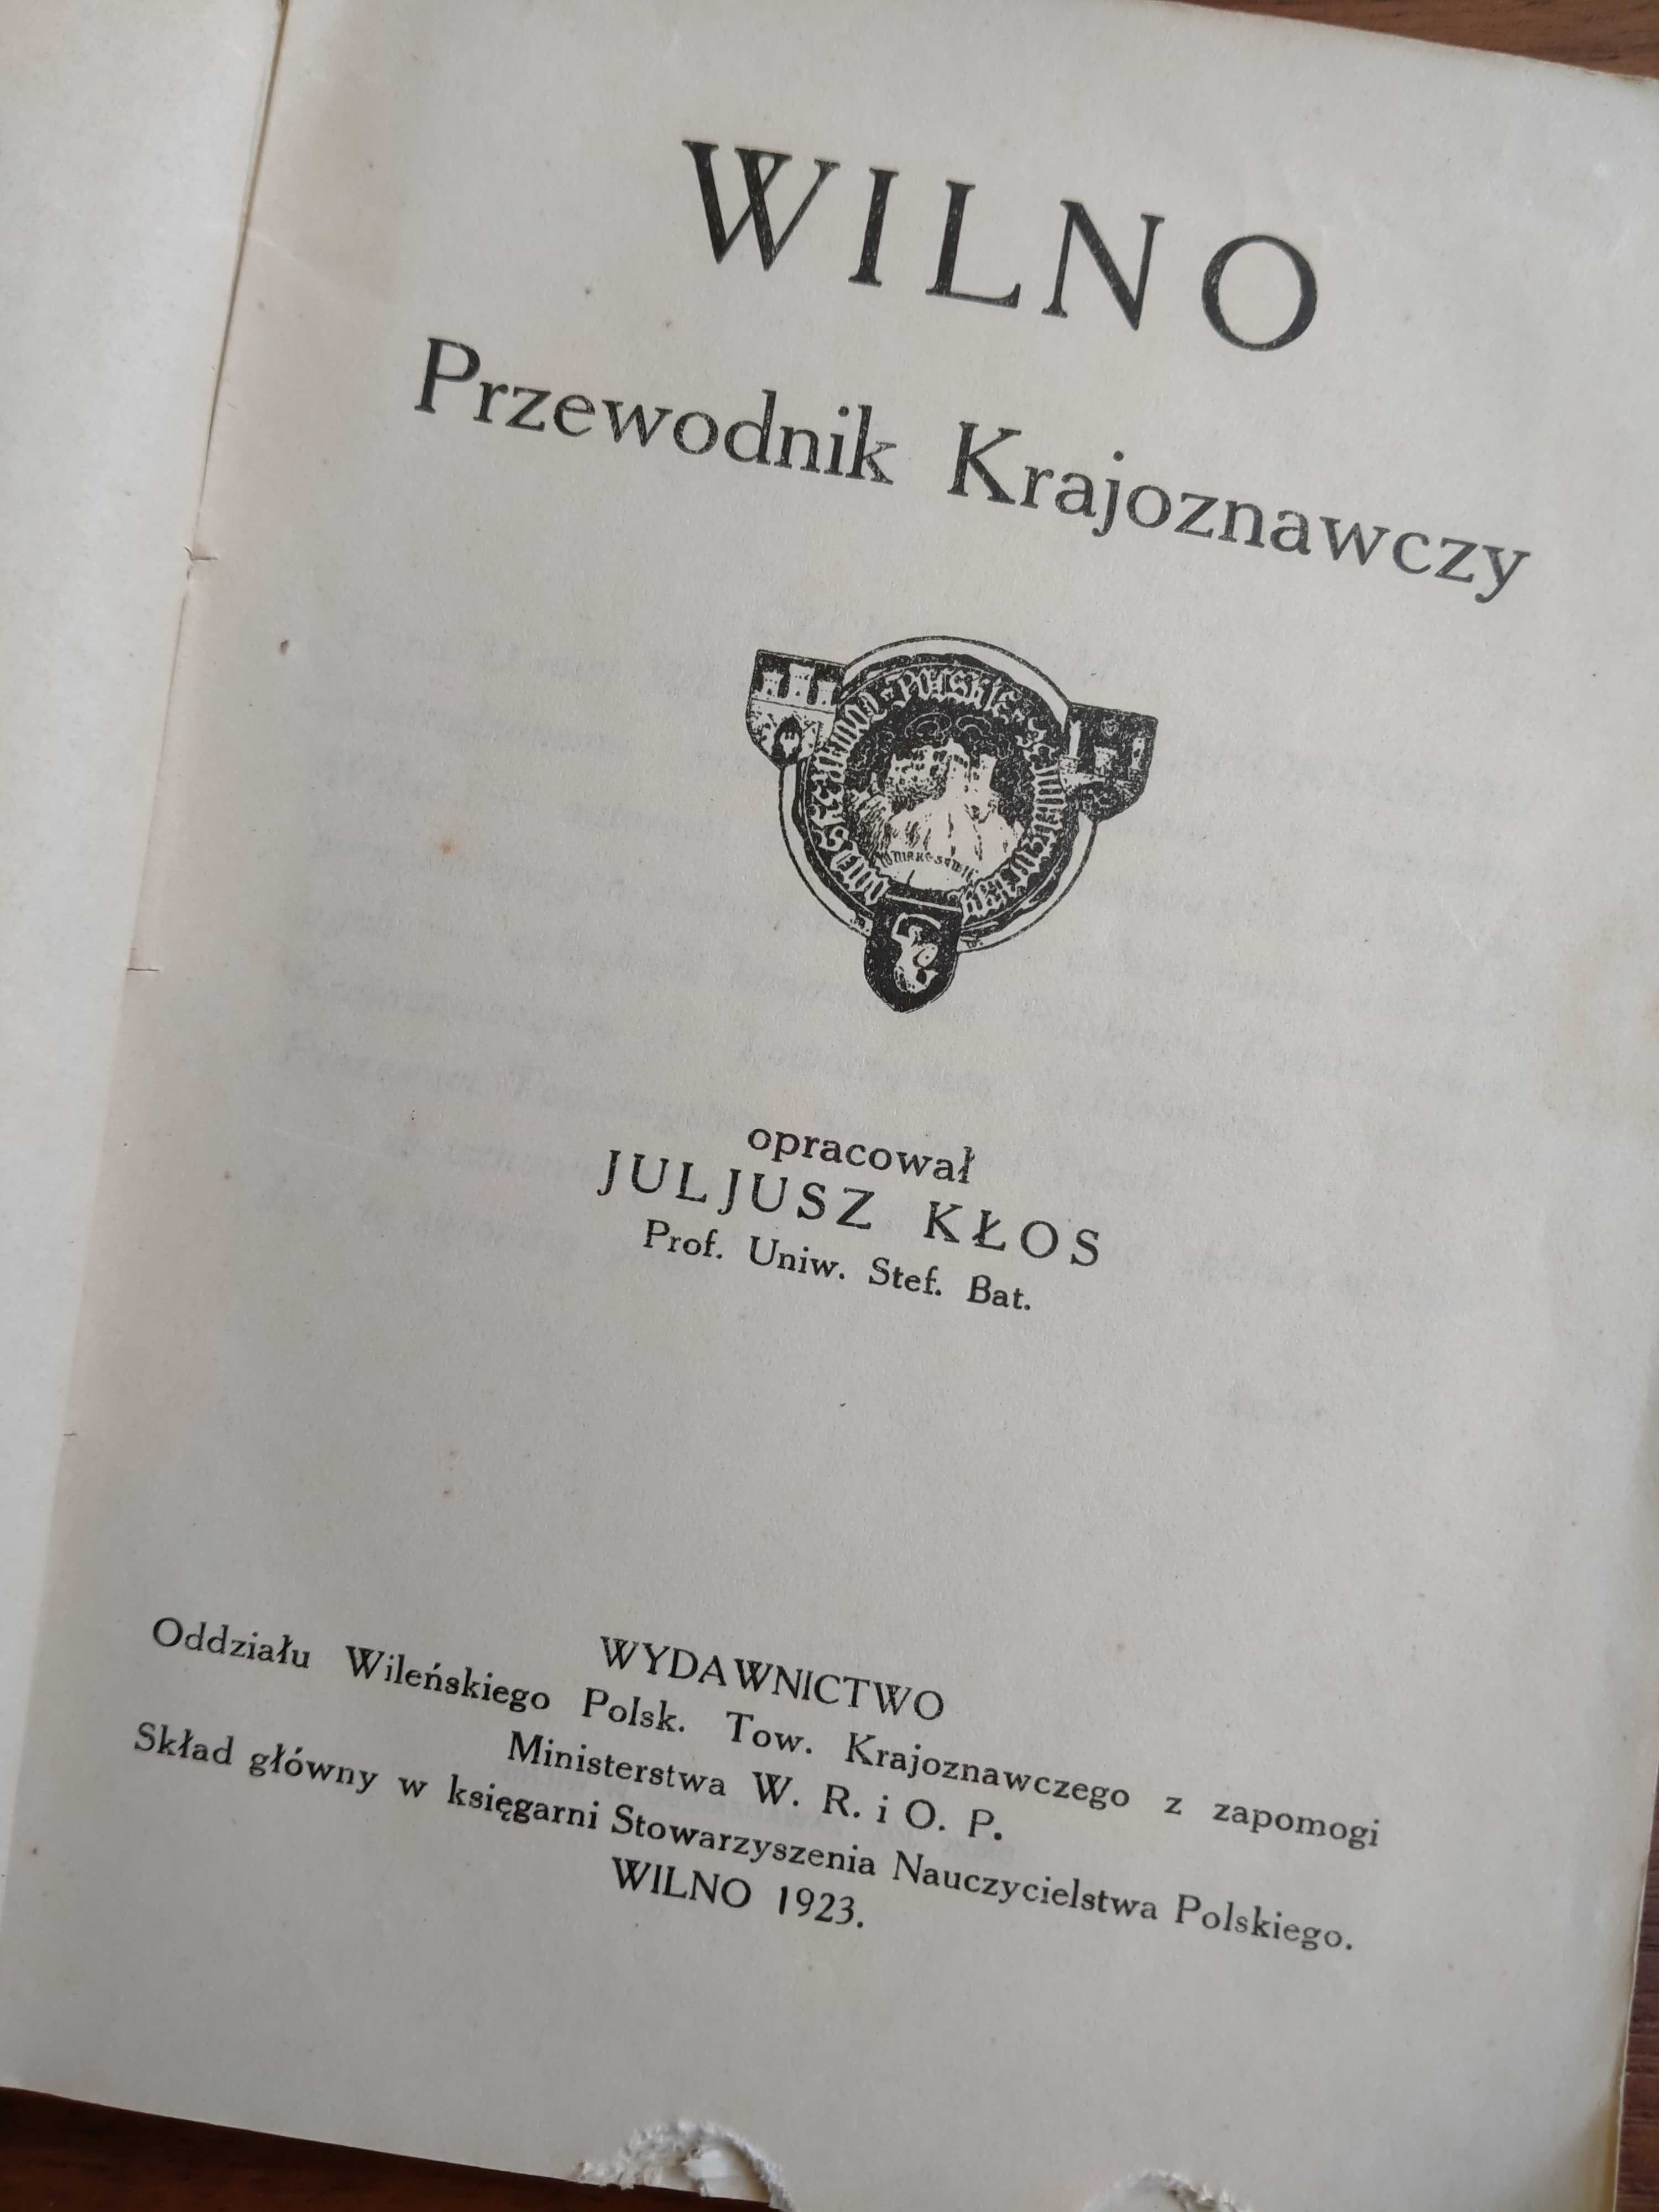 WILNO
Przewodnik Krajoznawczy
opracował
JULJUSZ KŁOS
Prof. Uniw. Stef. Bat.
WYDAWNICTWO
Oddziału Wileńskiego Polsk. Tow. Krajoznawczego z zapomogi
Ministerstwa W. R. i O. P.
Skład główny w księgarni Stowarzyszenia Nauczycielstwa Polskiego.
WILNO 1923.